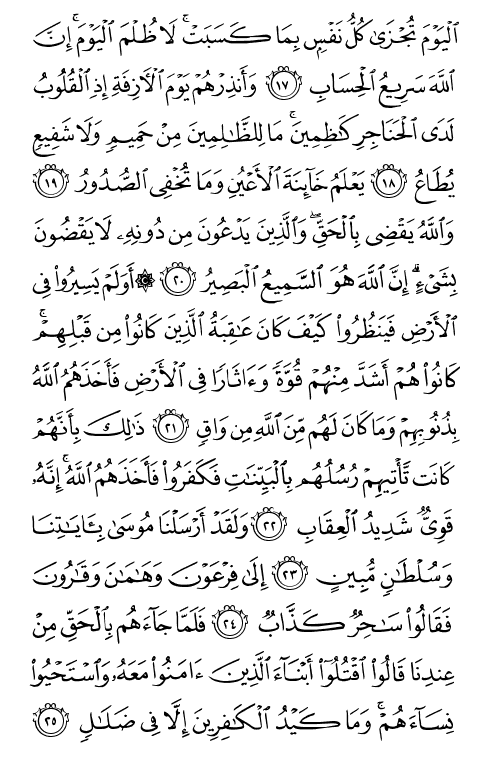 ٱلۡيَوۡمَ تُجۡزَىٰ كُلُّ نَفۡسِۭ بِمَا كَسَبَتۡۚ لَا ظُلۡمَ ٱلۡيَوۡمَۚ إِنَّ
ٱللَّهَ سَرِيعُ ٱلۡحِسَابِ ١٧ وَأَنذِرۡهُمۡ يَوۡمَ ٱلۡأٓزِفَةِ إِذِ ٱلۡقُلُوبُ
لَدَى ٱلۡحَنَاجِرِ كَٰظِمِينَۚ مَا لِلظَّٰلِمِينَ مِنۡ حَمِيمٖ وَلَا شَفِيعٖ
يُطَاعُ ١٨ يَعۡلَمُ خَآئِنَةَ ٱلۡأَعۡيُنِ وَمَا تُخۡفِي ٱلصُّدُورُ ١٩
وَٱللَّهُ يَقۡضِي بِٱلۡحَقِّۖ وَٱلَّذِينَ يَدۡعُونَ مِن دُونِهِۦ لَا يَقۡضُونَ
بِشَيۡءٍۗ إِنَّ ٱللَّهَ هُوَ ٱلسَّمِيعُ ٱلۡبَصِيرُ ٢٠ ۞أَوَلَمۡ يَسِيرُواْ فِي
ٱلۡأَرۡضِ فَيَنظُرُواْ كَيۡفَ كَانَ عَٰقِبَةُ ٱلَّذِينَ كَانُواْ مِن قَبۡلِهِمۡۚ
كَانُواْ هُمۡ أَشَدَّ مِنۡهُمۡ قُوَّةٗ وَءَاثَارٗا فِي ٱلۡأَرۡضِ فَأَخَذَهُمُ ٱللَّهُ
بِذُنُوبِهِمۡ وَمَا كَانَ لَهُم مِّنَ ٱللَّهِ مِن وَاقٖ ٢١ ذَٰلِكَ بِأَنَّهُمۡ
كَانَت تَّأۡتِيهِمۡ رُسُلُهُم بِٱلۡبَيِّنَٰتِ فَكَفَرُواْ فَأَخَذَهُمُ ٱللَّهُۚ إِنَّهُۥ
قَوِيّٞ شَدِيدُ ٱلۡعِقَابِ ٢٢ وَلَقَدۡ أَرۡسَلۡنَا مُوسَىٰ بِـَٔايَٰتِنَا
وَسُلۡطَٰنٖ مُّبِينٍ ٢٣ إِلَىٰ فِرۡعَوۡنَ وَهَٰمَٰنَ وَقَٰرُونَ
فَقَالُواْ سَٰحِرٞ كَذَّابٞ ٢٤ فَلَمَّا جَآءَهُم بِٱلۡحَقِّ مِنۡ
عِندِنَا قَالُواْ ٱقۡتُلُوٓاْ أَبۡنَآءَ ٱلَّذِينَ ءَامَنُواْ مَعَهُۥ وَٱسۡتَحۡيُواْ
نِسَآءَهُمۡۚ وَمَا كَيۡدُ ٱلۡكَٰفِرِينَ إِلَّا فِي ضَلَٰلٖ ٢٥